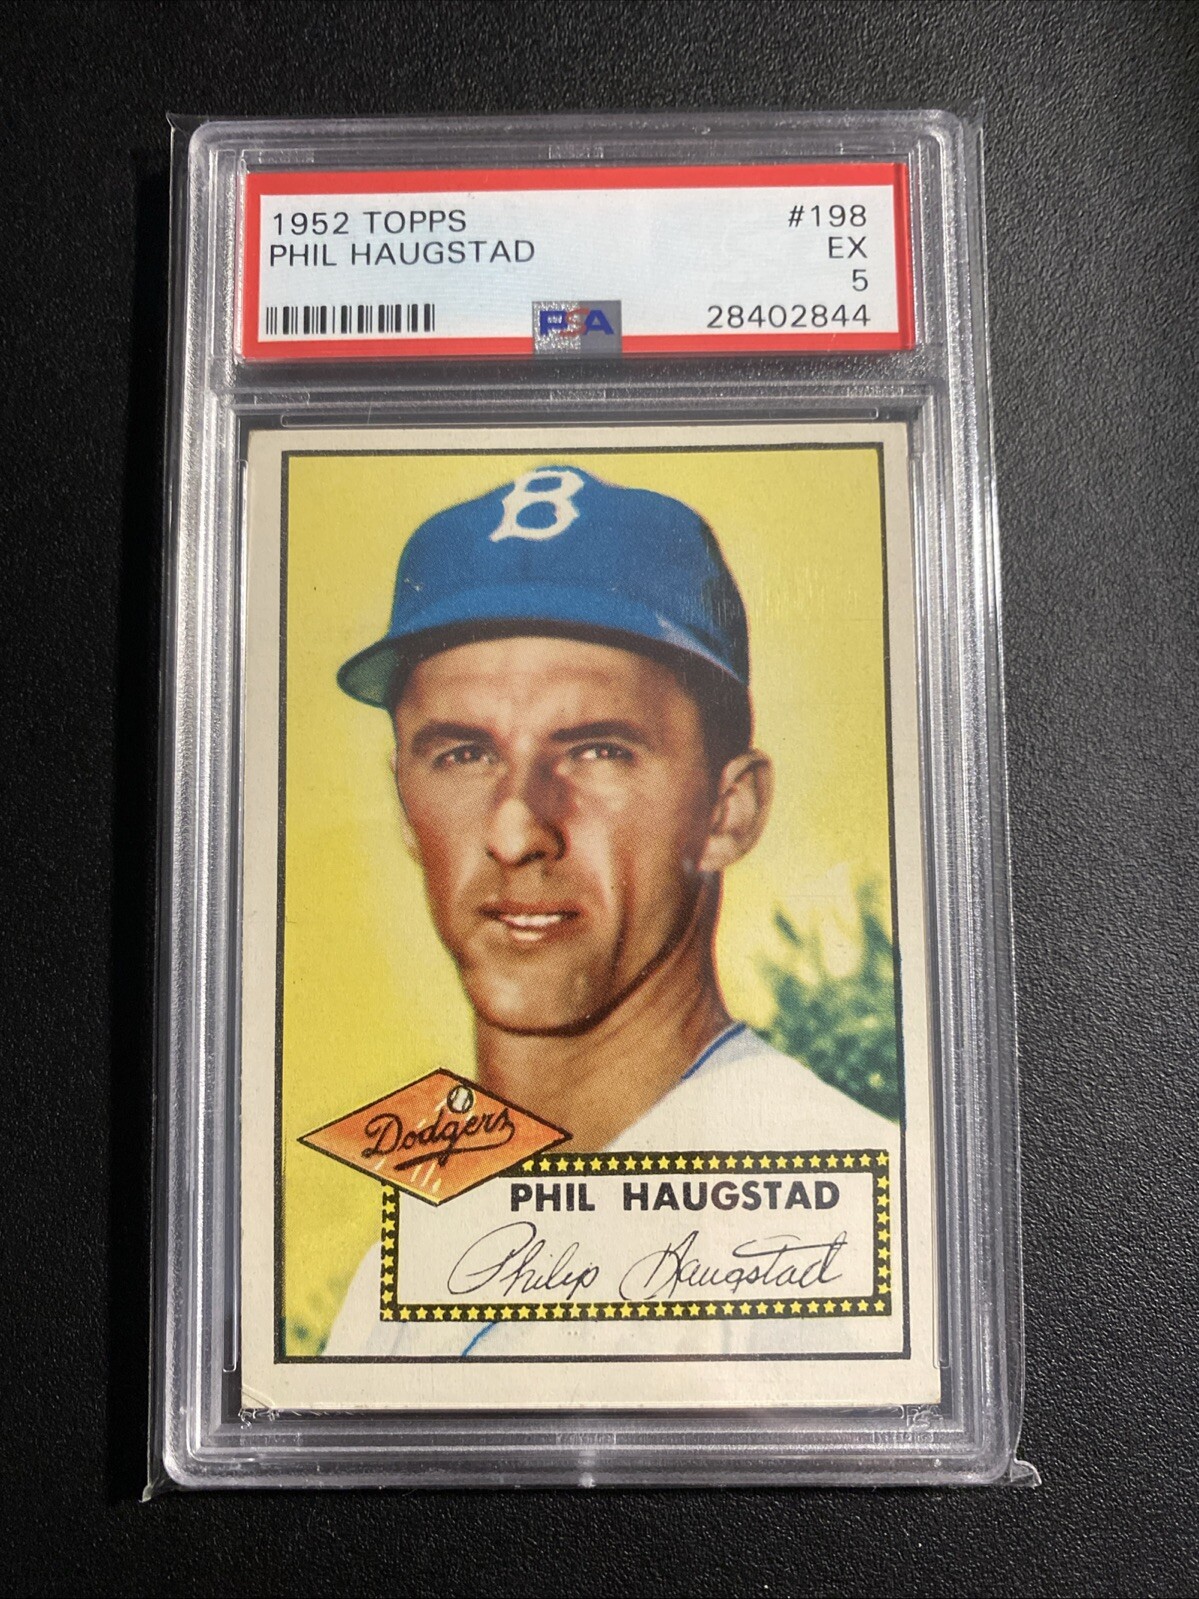 1952 TOPPS #198
PHIL HAUGSTAD EX
5
PSA 28402844
B
Dodgers
PHIL HAUGSTAD
Philip Haugstad